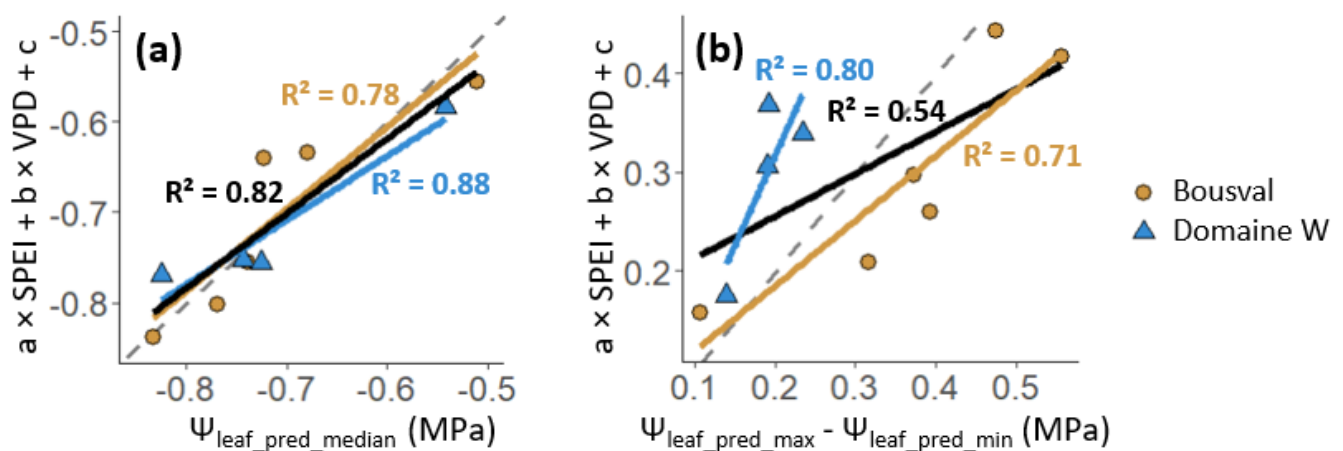 (a)
a × SPEI + b × VPD + c
-0.5
-0.6
-0.7
-0.8
R² = 0.78
R² = 0.82
R² = 0.88
-0.8 -0.7 -0.6 -0.5
Ψleaf_pred_median (MPa)
(b)
a × SPEI + b × VPD + c
0.4
0.3
0.2
R² = 0.80
R² = 0.54
R² = 0.71
0.1 0.2 0.3 0.4 0.5
Ψleaf_pred_max - Ψleaf_pred_min (MPa)
Bousval
Domaine W